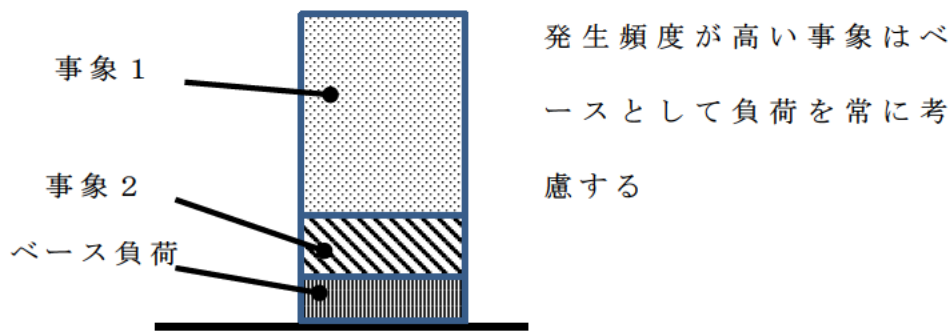 事象１
事象２
ベース負荷
発生頻度が高い事象はベ
ースとして負荷を常に考
慮する